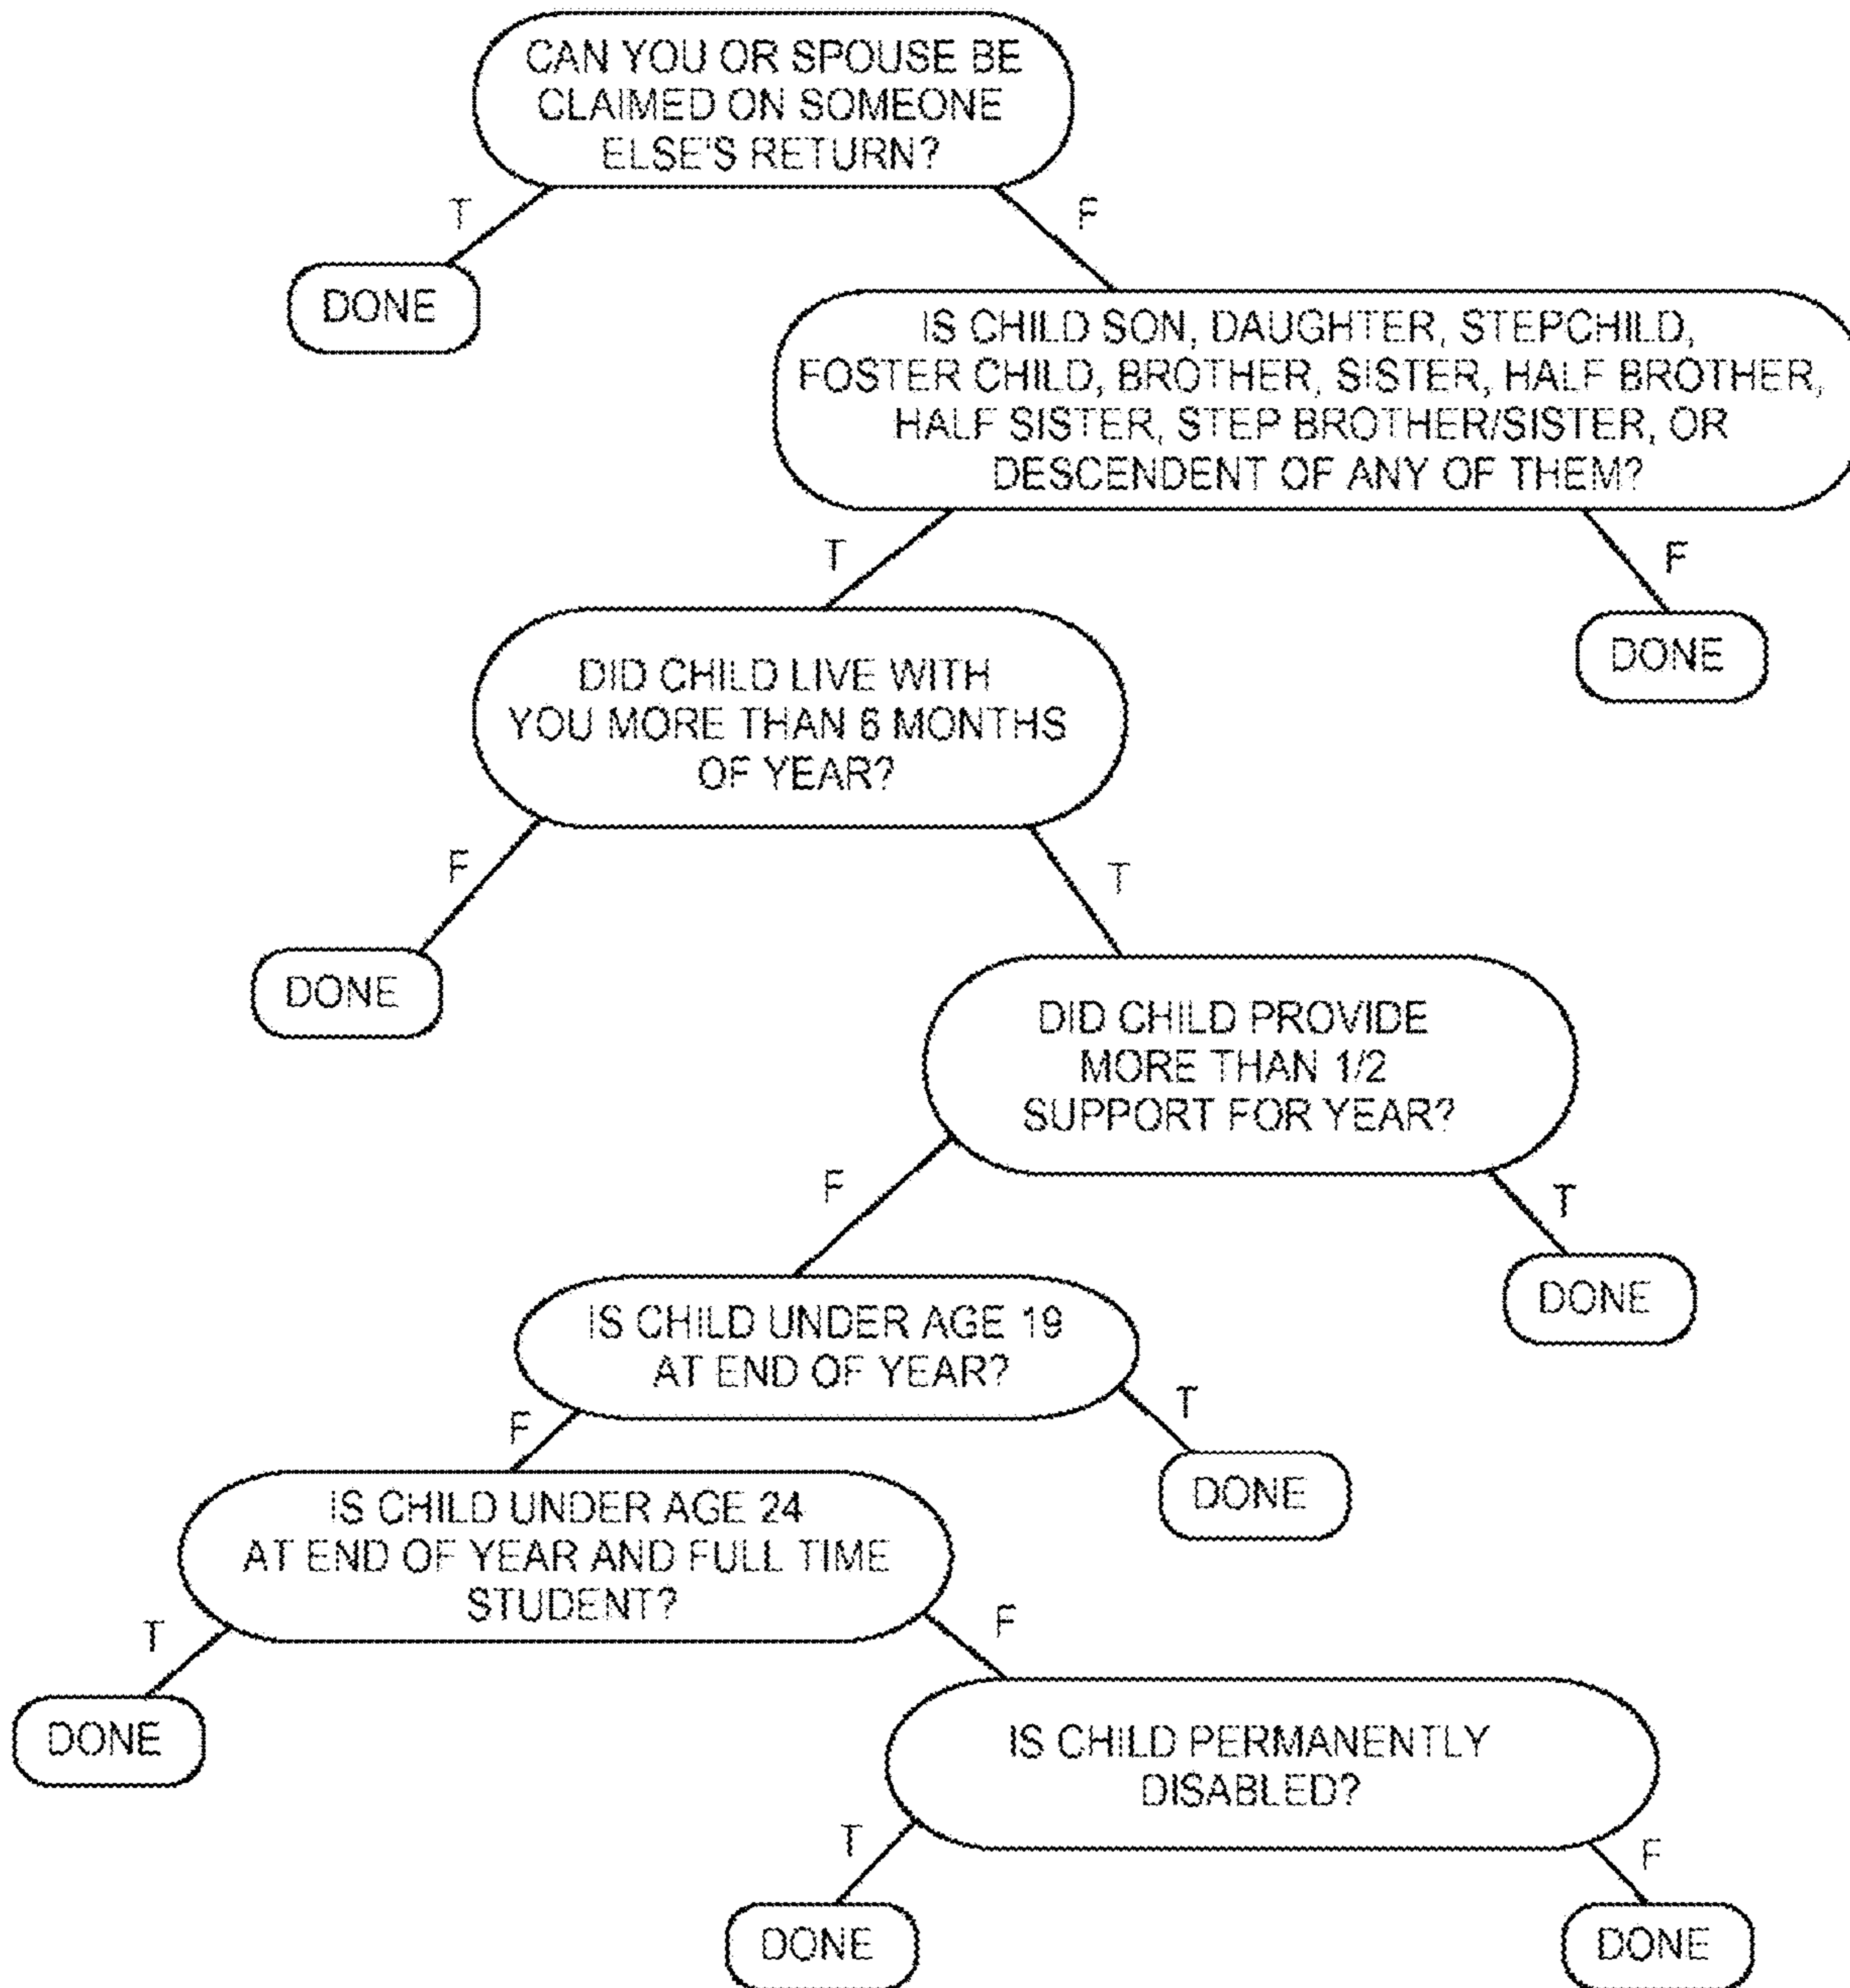 CAN YOU OR SPOUSE BE
CLAIMED ON SOMEONE
ELSE'S RETURN?
T
F
DONE
IS CHILD SON, DAUGHTER, STEPCHILD,
FOSTER CHILD, BROTHER, SISTER, HALF BROTHER,
HALF SISTER, STEP BROTHER/SISTER, OR
DESCENDENT OF ANY OF THEM?
T
F
DONE
DID CHILD LIVE WITH
YOU MORE THAN 6 MONTHS
OF YEAR?
F
T
DONE
DID CHILD PROVIDE
MORE THAN 1/2
SUPPORT FOR YEAR?
F
T
DONE
IS CHILD UNDER AGE 19
AT END OF YEAR?
F
T
DONE
IS CHILD UNDER AGE 24
AT END OF YEAR AND FULL TIME
STUDENT?
T
F
DONE
IS CHILD PERMANENTLY
DISABLED?
T
F
DONE
DONE